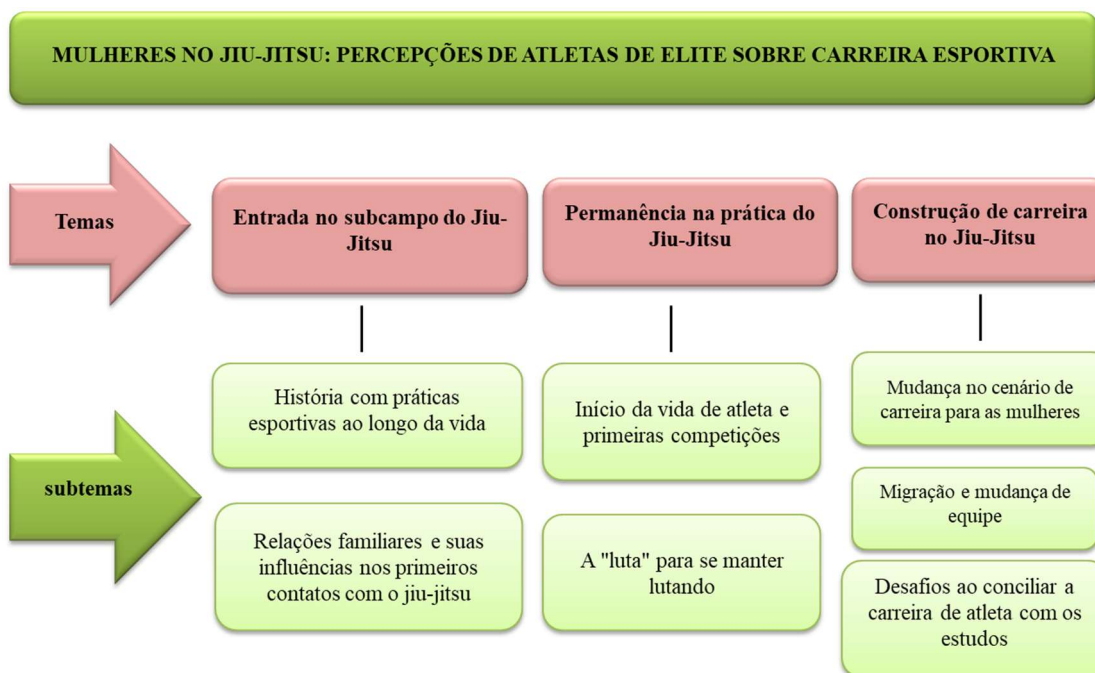 MULHERES NO JIU-JITSU: PERCEPÇÕES DE ATLETAS DE ELITE SOBRE CARREIRA ESPORTIVA
Temas
Entrada no subcampo do Jiu-
Jitsu
Permanência na prática do
Jiu-Jitsu
Construção de carreira
no Jiu-Jitsu
subtemas
História com práticas
esportivas ao longo da vida
Relações familiares e suas
influências nos primeiros
contatos com o jiu-jitsu
Início da vida de atleta e
primeiras competições
A "luta" para se manter
lutando
Mudança no cenário de
carreira para as mulheres
Migração e mudança de
equipe
Desafios ao conciliar a
carreira de atleta com os
estudos